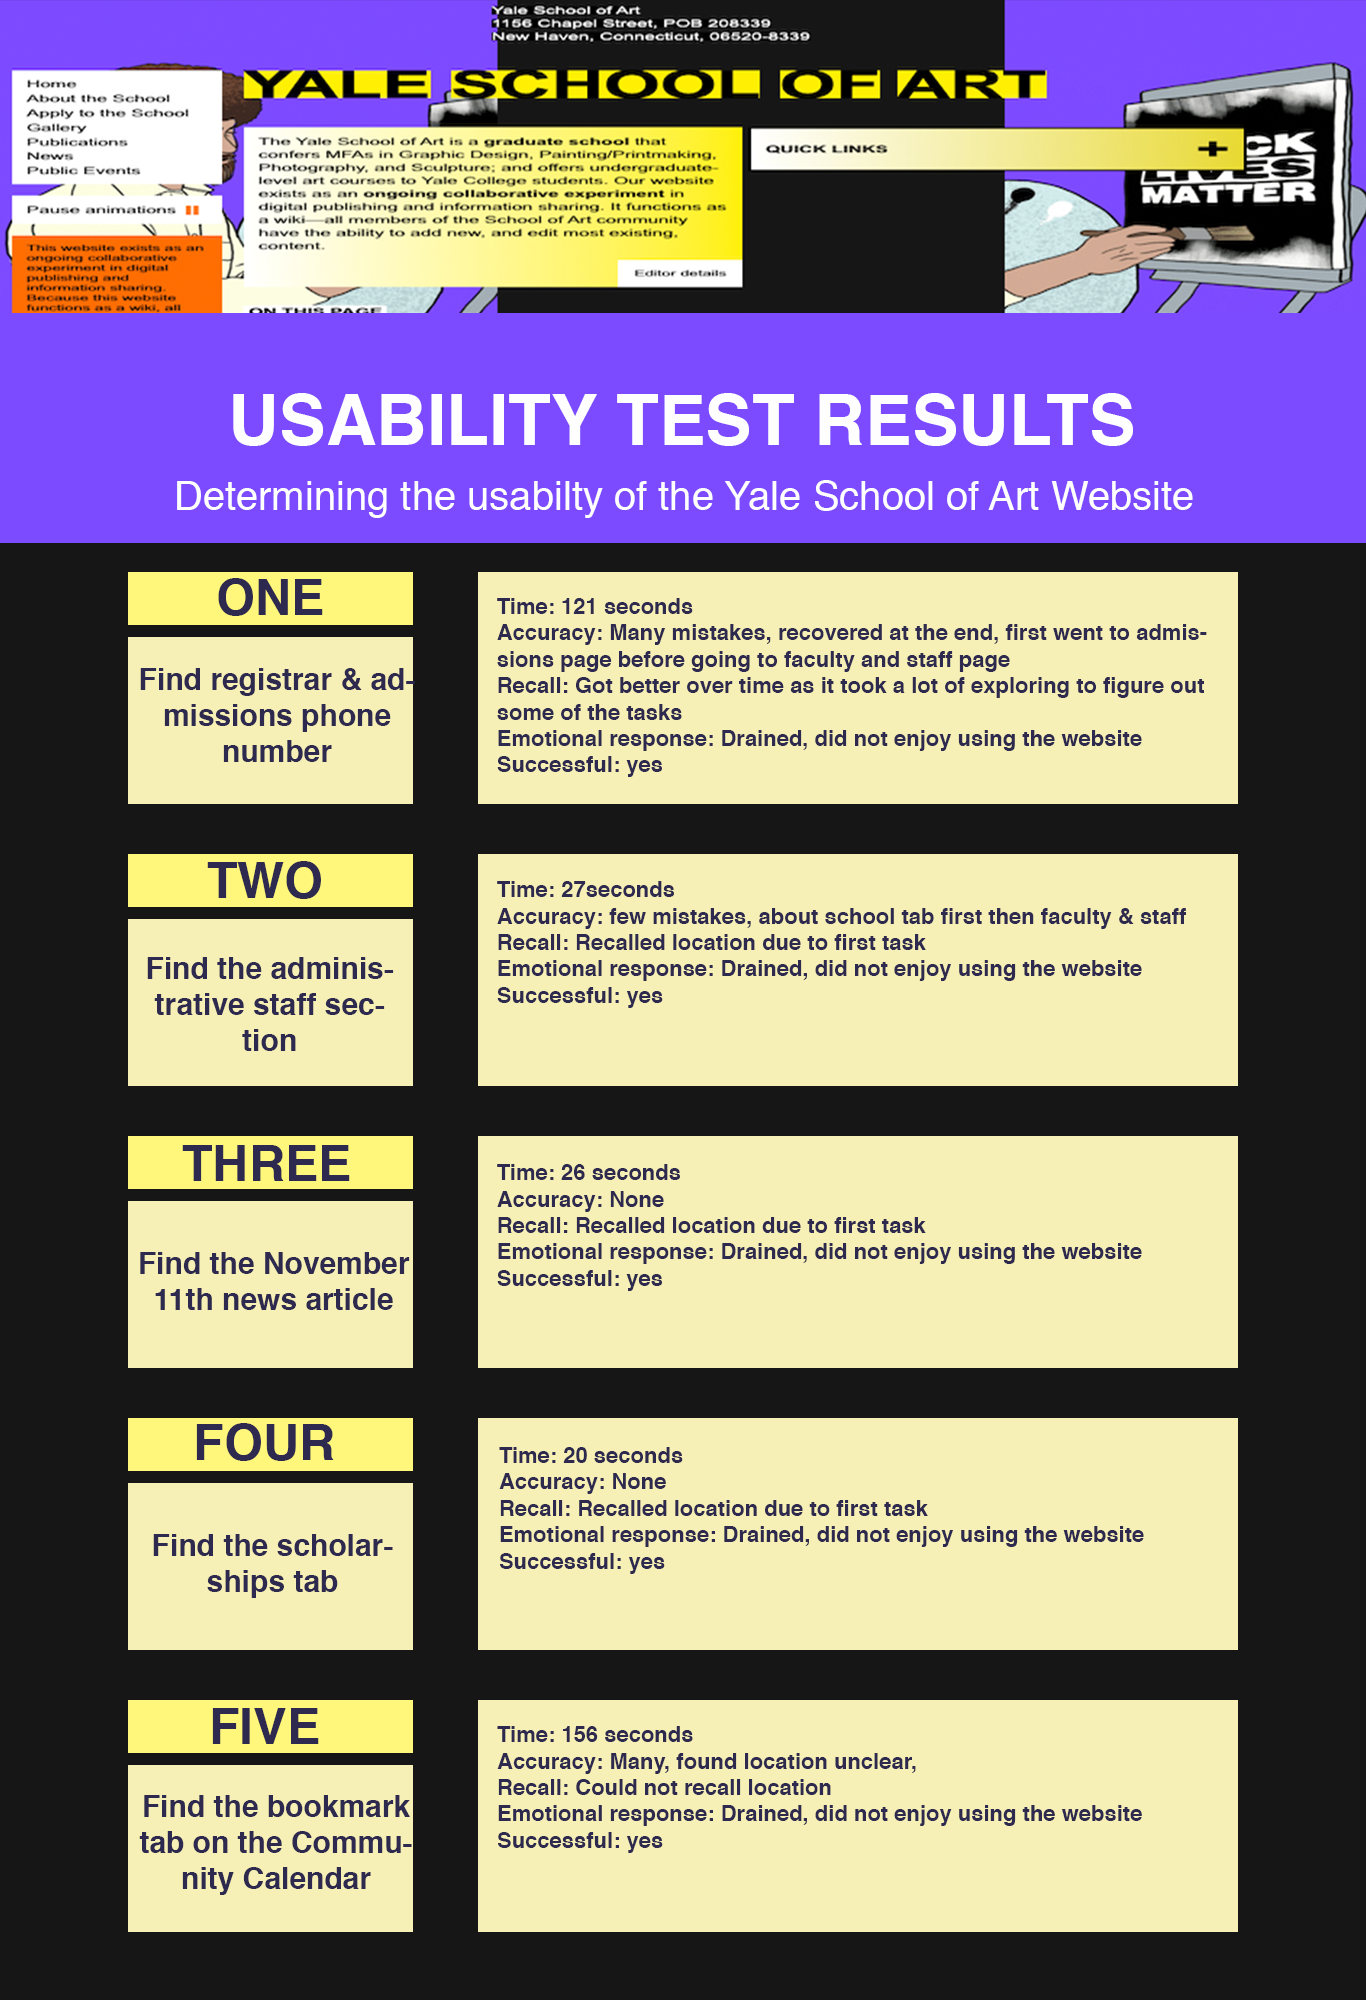 Yale School of Art
1156 Chapel Street, POB 208339
New Haven, Connecticut, 06520-8339
YALE SCHOOL OF ART
Home
About the School
Apply to the School
Gallery
Publications
News
Public Events
Pause animations
This website exists as an
ongoing collaborative
experiment in digital
publishing and
information sharing.
Because this website
functions as a wiki, all
The Yale School of Art is a graduate school that
confers MFAs in Graphic Design, Painting/Printmaking,
Photography, and Sculpture; and offers undergraduate-
level art courses to Yale College students. Our website
exists as an ongoing collaborative experiment in
digital publishing and information sharing. It functions as
a wiki—all members of the School of Art community
have the ability to add new, and edit most existing,
content.
Editor details
ON THIS PAGE
QUICK LINKS +
CK
LIVES
MATTER
USABILITY TEST RESULTS
Determining the usabilty of the Yale School of Art Website
ONE
Find registrar & ad-
missions phone
number
Time: 121 seconds
Accuracy: Many mistakes, recovered at the end, first went to admis-
sions page before going to faculty and staff page
Recall: Got better over time as it took a lot of exploring to figure out
some of the tasks
Emotional response: Drained, did not enjoy using the website
Successful: yes
TWO
Find the adminis-
trative staff sec-
tion
Time: 27seconds
Accuracy: few mistakes, about school tab first then faculty & staff
Recall: Recalled location due to first task
Emotional response: Drained, did not enjoy using the website
Successful: yes
THREE
Find the November
11th news article
Time: 26 seconds
Accuracy: None
Recall: Recalled location due to first task
Emotional response: Drained, did not enjoy using the website
Successful: yes
FOUR
Find the scholar-
ships tab
Time: 20 seconds
Accuracy: None
Recall: Recalled location due to first task
Emotional response: Drained, did not enjoy using the website
Successful: yes
FIVE
Find the bookmark
tab on the Commu-
nity Calendar
Time: 156 seconds
Accuracy: Many, found location unclear,
Recall: Could not recall location
Emotional response: Drained, did not enjoy using the website
Successful: yes